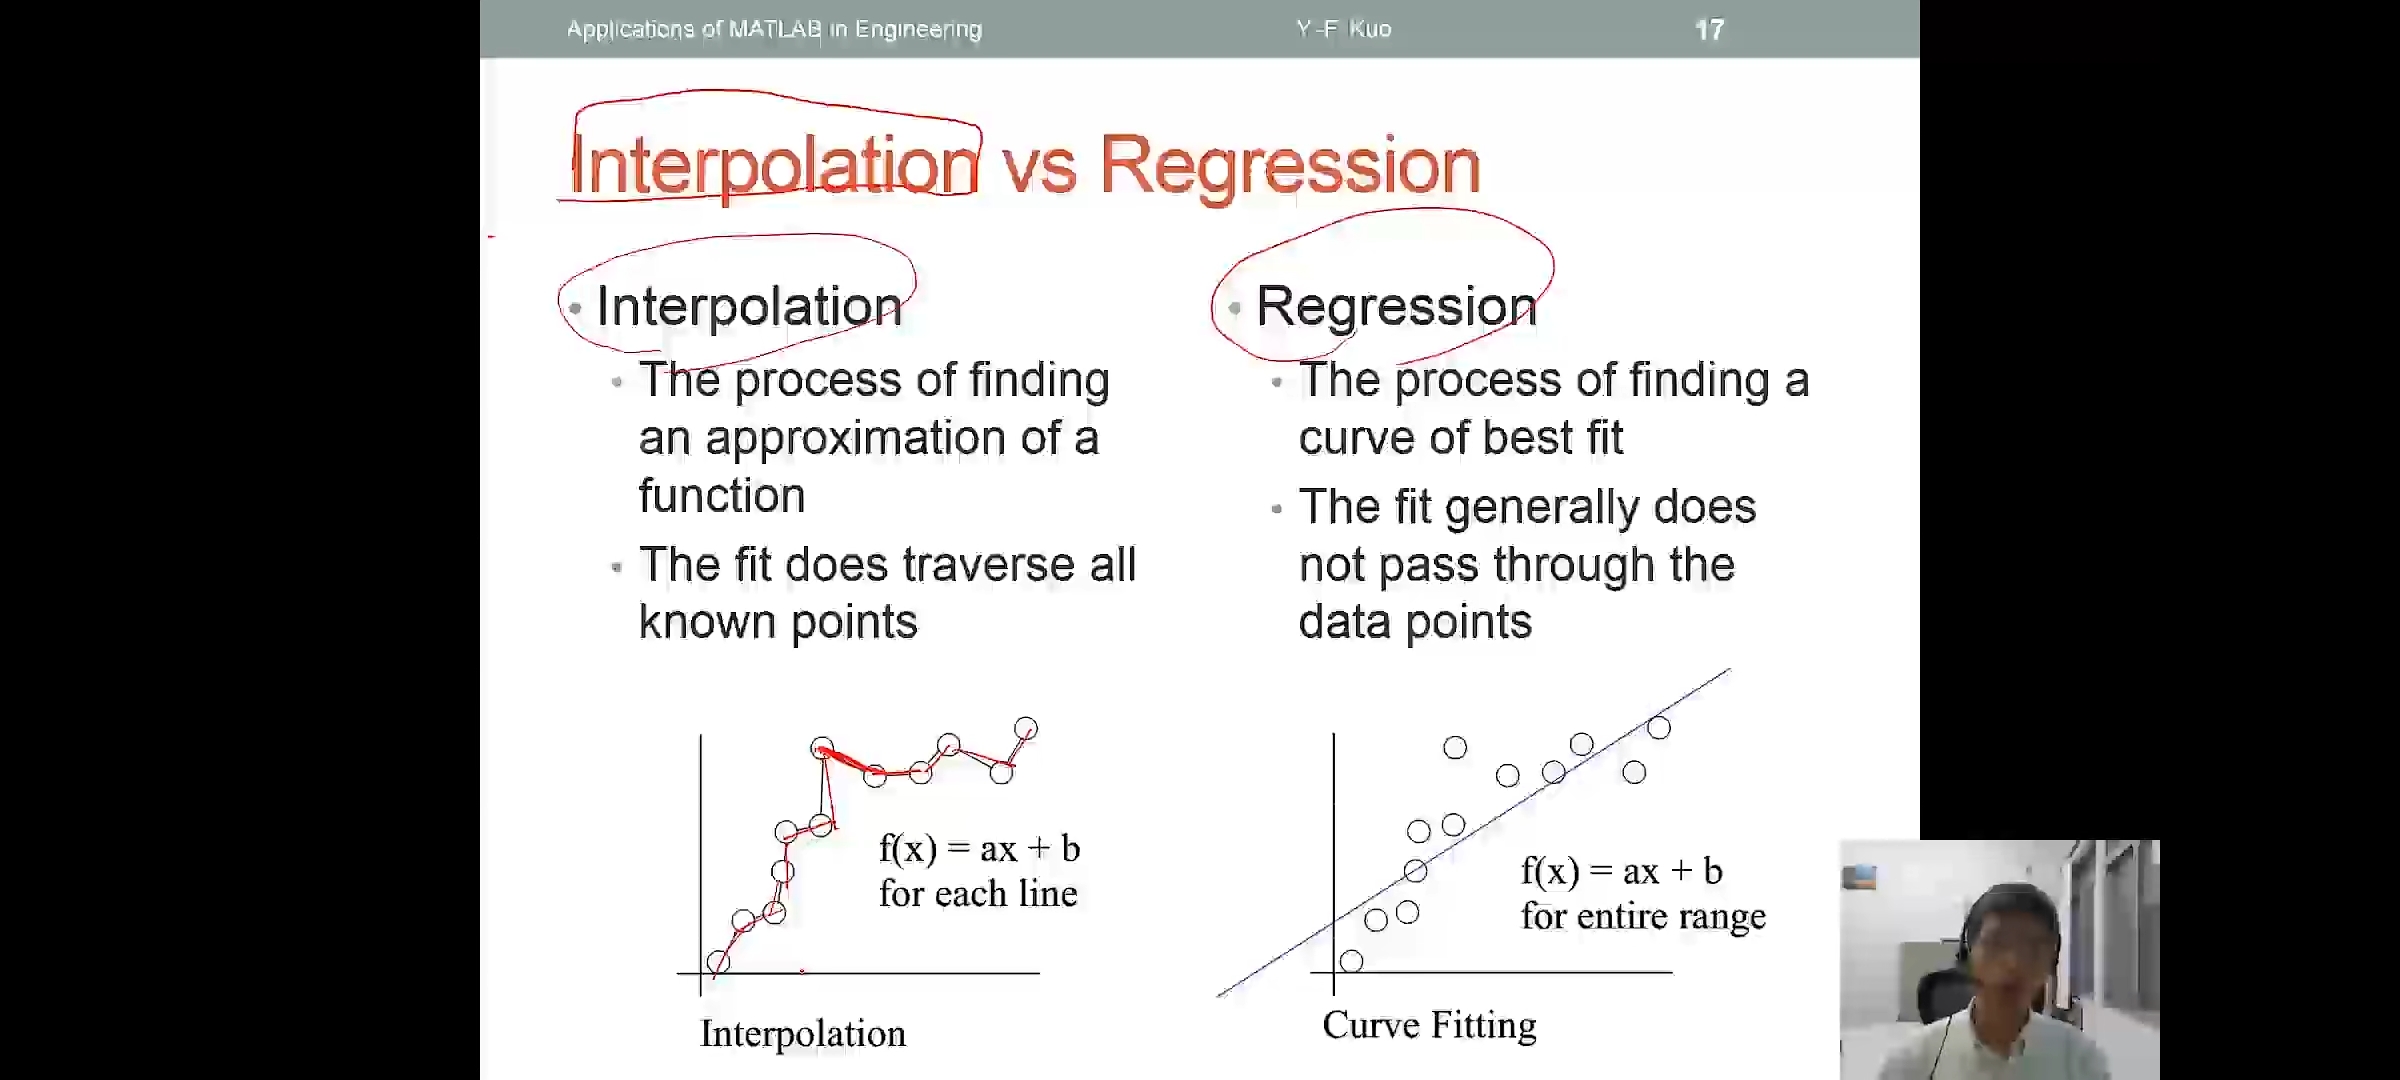 Applications of MATLAB in Engineering
Y.-F. Kuo
17
Interpolation vs Regression
• Interpolation
• The process of finding
an approximation of a
function
• The fit does traverse all
known points
• Regression
• The process of finding a
curve of best fit
• The fit generally does
not pass through the
data points
f(x) = ax + b
for each line
Interpolation
f(x) = ax + b
for entire range
Curve Fitting